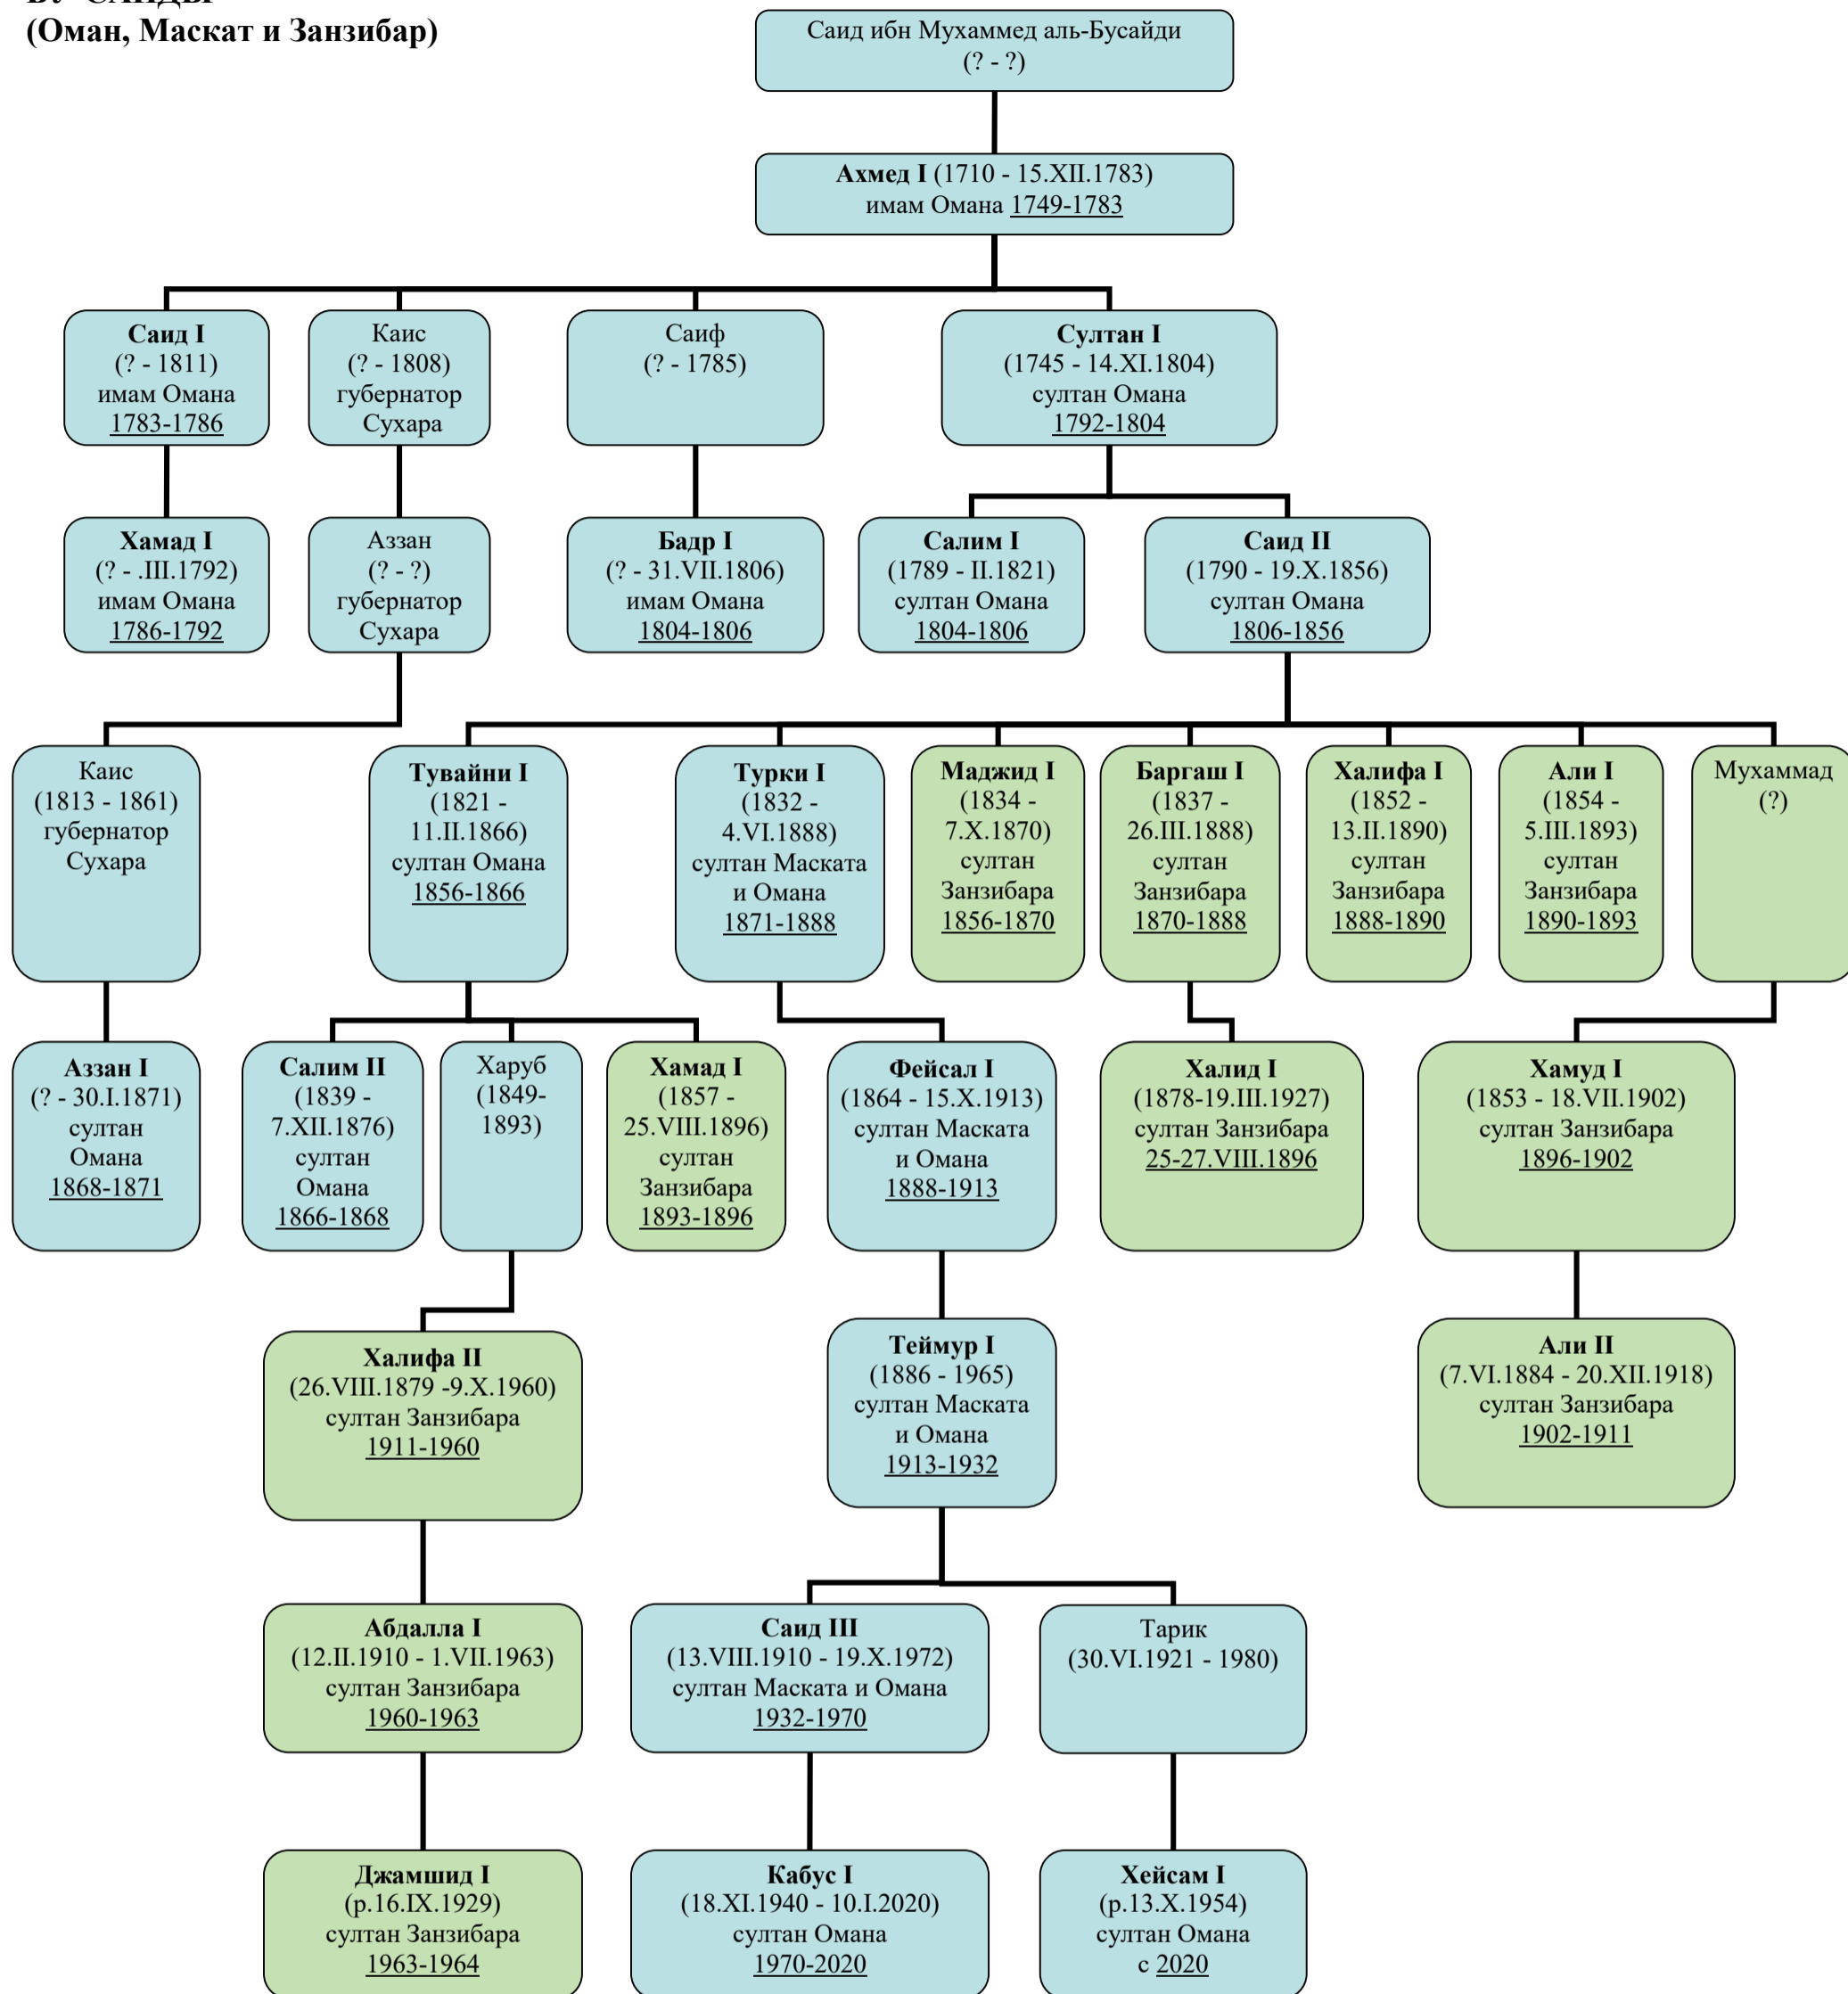 (Оман, Маскат и Занзибар)
Саид ибн Мухаммед аль-Бусайди
(? - ?)
Ахмед I (1710 - 15.XII.1783)
имам Омана 1749-1783
Саид I
(? - 1811)
имам Омана
1783-1786
Каис
(? - 1808)
губернатор
Сухара
Саиф
(? - 1785)
Султан I
(1745 - 14.XI.1804)
султан Омана
1792-1804
Хамад I
(? - .III.1792)
имам Омана
1786-1792
Аззан
(? - ?)
губернатор
Сухара
Бадр I
(? - 31.VII.1806)
имам Омана
1804-1806
Салим I
(1789 - II.1821)
султан Омана
1804-1806
Саид II
(1790 - 19.X.1856)
султан Омана
1806-1856
Каис
(1813 - 1861)
губернатор
Сухара
Тувайни I
(1821 -
11.II.1866)
султан Омана
1856-1866
Турки I
(1832 -
4.VI.1888)
султан Маската
и Омана
1871-1888
Маджид I
(1834 -
7.X.1870)
султан
Занзибара
1856-1870
Баргаш I
(1837 -
26.III.1888)
султан
Занзибара
1870-1888
Халифа I
(1852 -
13.II.1890)
султан
Занзибара
1888-1890
Али I
(1854 -
5.III.1893)
султан
Занзибара
1890-1893
Мухаммад
(?)
Аззан I
(? - 30.I.1871)
султан
Омана
1868-1871
Салим II
(1839 -
7.XII.1876)
султан
Омана
1866-1868
Харуб
(1849-
1893)
Хамад I
(1857 -
25.VIII.1896)
султан
Занзибара
1893-1896
Фейсал I
(1864 - 15.X.1913)
султан Маската
и Омана
1888-1913
Халид I
(1878-19.III.1927)
султан Занзибара
25-27.VIII.1896
Хамуд I
(1853 - 18.VII.1902)
султан Занзибара
1896-1902
Халифа II
(26.VIII.1879 -9.X.1960)
султан Занзибара
1911-1960
Теймур I
(1886 - 1965)
султан Маската
и Омана
1913-1932
Али II
(7.VI.1884 - 20.XII.1918)
султан Занзибара
1902-1911
Абдалла I
(12.II.1910 - 1.VII.1963)
султан Занзибара
1960-1963
Саид III
(13.VIII.1910 - 19.X.1972)
султан Маската и Омана
1932-1970
Тарик
(30.VI.1921 - 1980)
Джамшид I
(р.16.IX.1929)
султан Занзибара
1963-1964
Кабус I
(18.XI.1940 - 10.I.2020)
султан Омана
1970-2020
Хейсам I
(р.13.X.1954)
султан Омана
с 2020